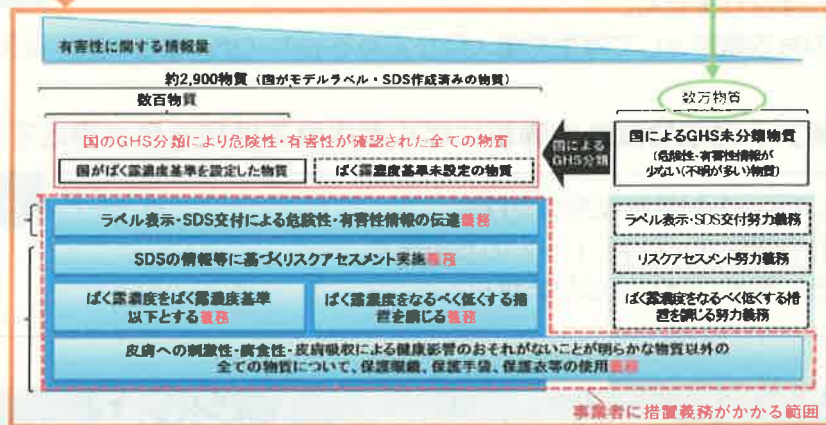 有害性に関する情報量
約2,900物質（国がモデルラベル・SDS作成済みの物質）
数百物質
数万物質
国のGHS分類により危険性・有害性が確認された全ての物質
国がばく露濃度基準を設定した物質
ばく露濃度基準未設定の物質
国による
GHS分類
国によるGHS未分類物質
（危険性・有害性情報が
少ない（不明が多い）物質）
ラベル表示・SDS交付による危険性・有害性情報の伝達義務
ラベル表示・SDS交付努力義務
SDSの情報等に基づくリスクアセスメント実施義務
リスクアセスメント努力義務
ばく露濃度をばく露濃度基準
以下とする義務
ばく露濃度をなるべく低くする措
置を講じる義務
ばく露濃度をなるべく低くする措
置を講じる努力義務
皮膚への刺激性・腐食性・皮膚吸収による健康影響のおそれがないことが明らかな物質以外の
全ての物質について、保護眼鏡、保護手袋、保護衣等の使用義務
事業者に措置義務がかかる範囲